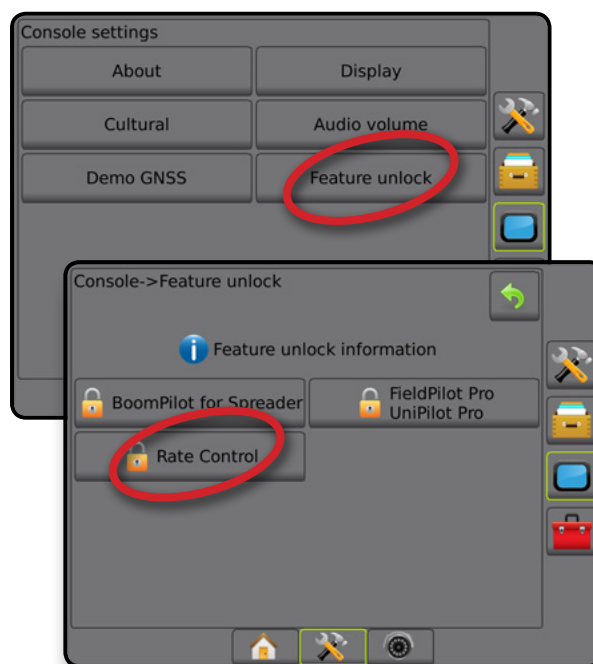 Console settings
About
Display
Cultural
Audio volume
Demo GNSS
Feature unlock
Console->Feature unlock
Feature unlock information
BoomPilot for Spreader
FieldPilot Pro
UniPilot Pro
Rate Control